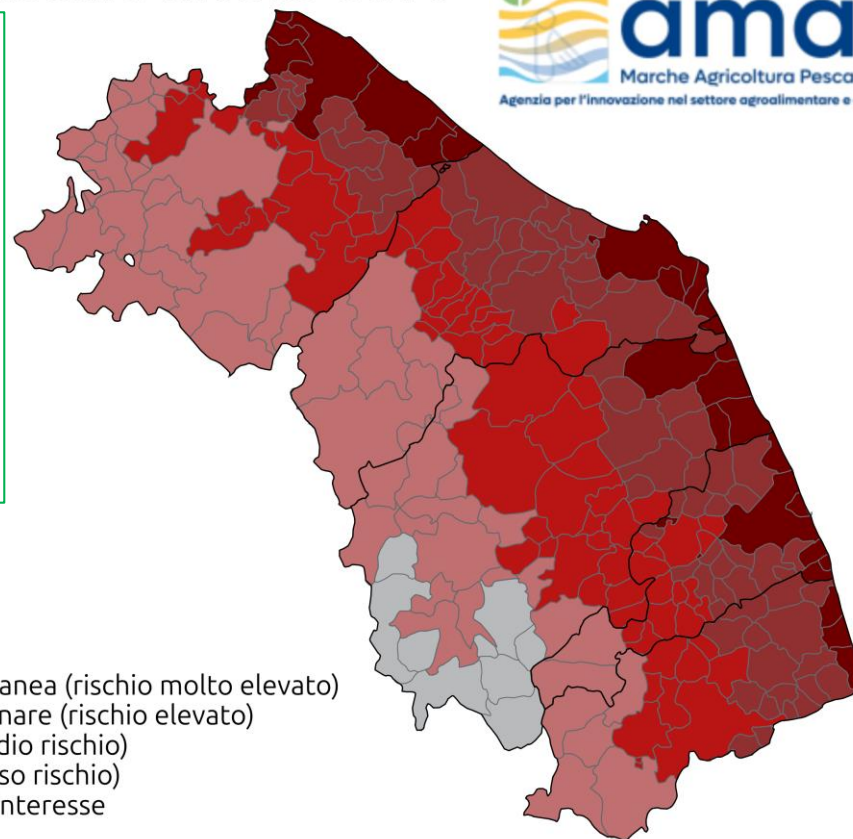 ama
Marche Agricoltura Pesca
Agenzia per l'innovazione nel settore agroalimentare e
anea (rischio molto elevato)
nare (rischio elevato)
dio rischio)
so rischio)
interesse